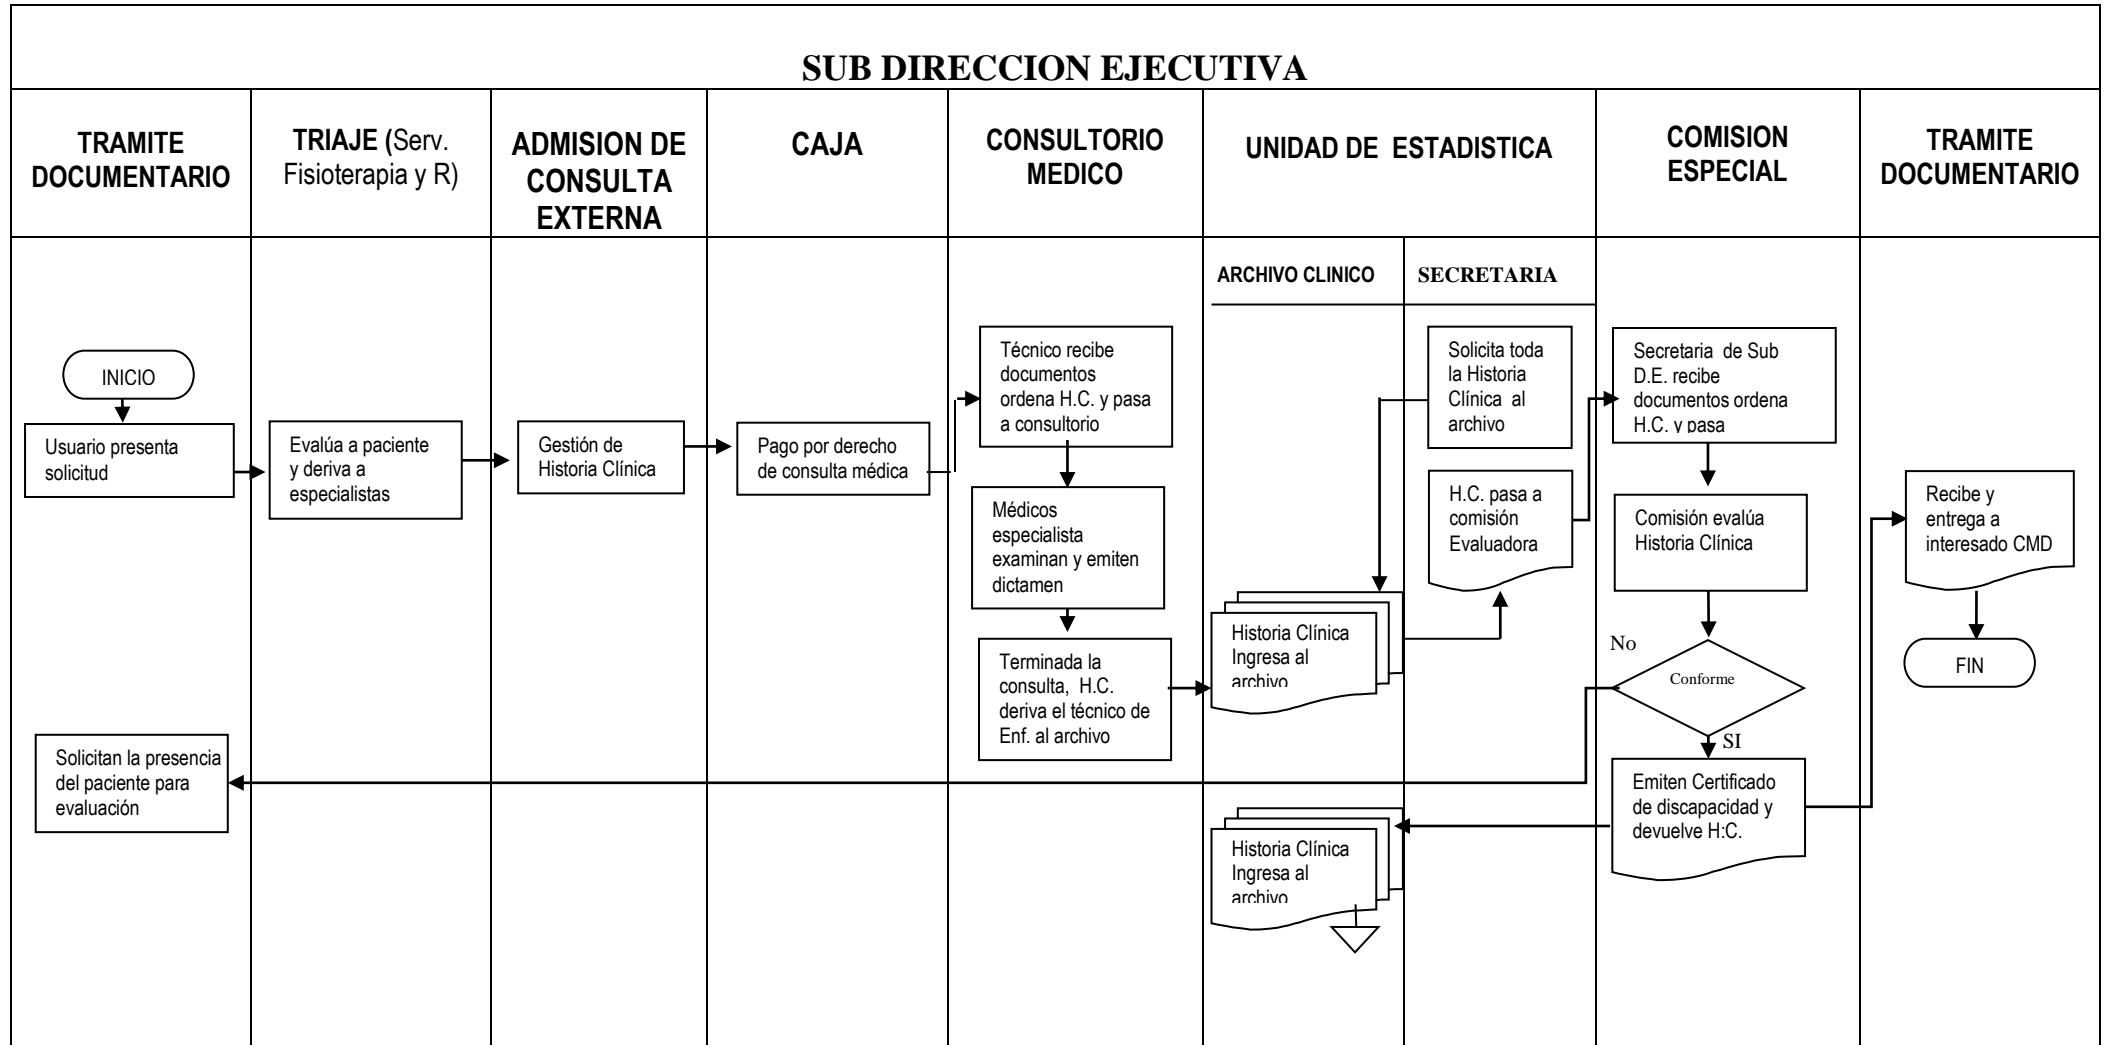 SUB DIRECCION EJECUTIVA
TRAMITE
DOCUMENTARIO
TRIAJE (Serv.
Fisioterapia y R)
ADMISION DE
CONSULTA
EXTERNA
CAJA
CONSULTORIO
MEDICO
UNIDAD DE ESTADISTICA
COMISION
ESPECIAL
TRAMITE
DOCUMENTARIO
ARCHIVO CLINICO
SECRETARIA
INICIO
Usuario presenta
solicitud
Evalúa a paciente
y deriva a
especialistas
Gestión de
Historia Clínica
Pago por derecho
de consulta médica
Técnico recibe
documentos
ordena H.C. y pasa
a consultorio
Médicos
especialista
examinan y emiten
dictamen
Terminada la
consulta, H.C.
deriva el técnico de
Enf. al archivo
Historia Clínica
Ingresa al
archivo
Solicita toda
la Historia
Clínica al
archivo
H.C. pasa a
comisión
Evaluadora
Secretaria de Sub
D.E. recibe
documentos ordena
H.C. y pasa
Comisión evalúa
Historia Clínica
No
Conforme
SI
Emiten Certificado
de discapacidad y
devuelve H:C.
Recibe y
entrega a
interesado CMD
FIN
Solicitan la presencia
del paciente para
evaluación
Historia Clínica
Ingresa al
archivo